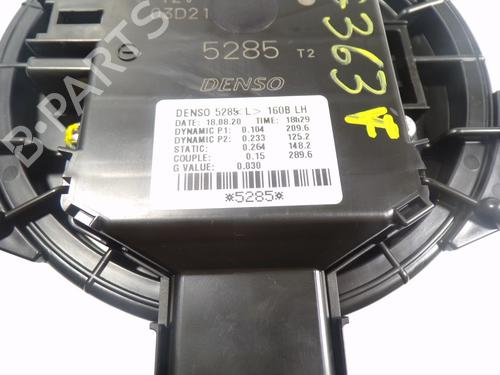 12V
03D21
5285 T2
DENSO
G363A
DENSO 5285< L> 160B LH
DATE: 18.08.20 TIME: 18h29
DYNAMIC P1: 0.104 209.6
DYNAMIC P2: 0.233 125.2
STATIC: 0.264 148.2
COUPLE: 0.15 289.6
G VALUE: 0.030
*5285*
B-PARTS